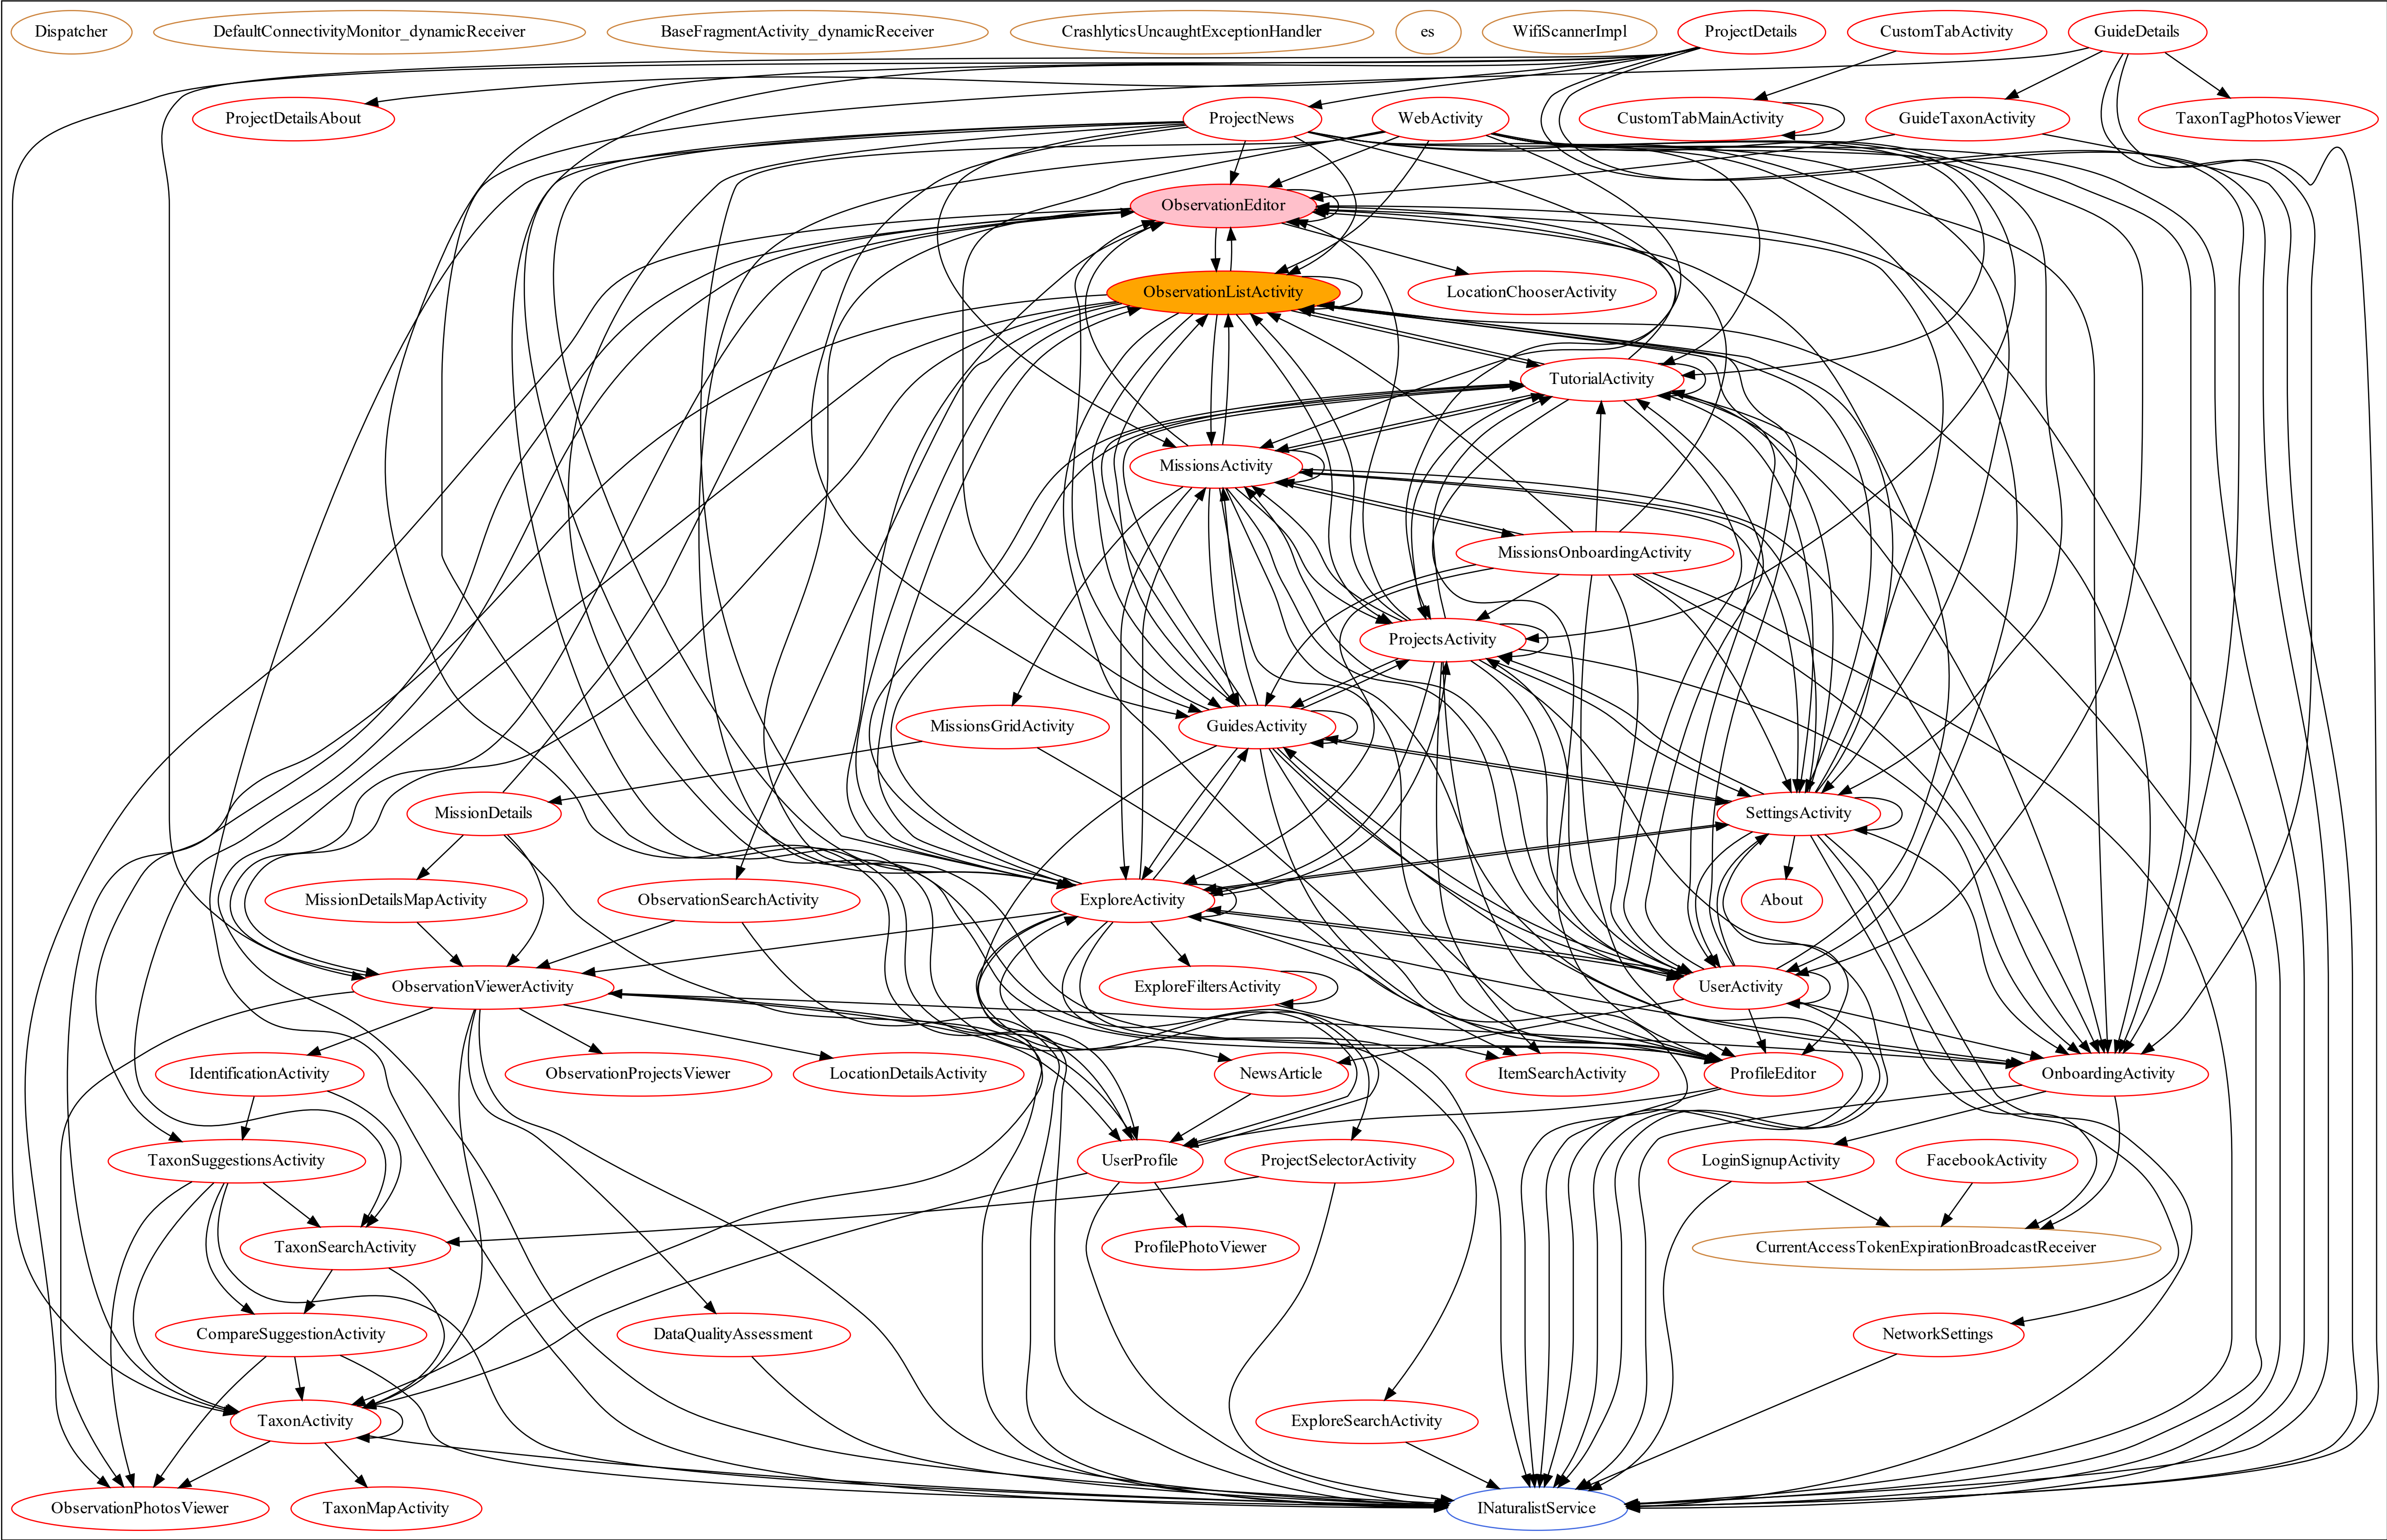 Dispatcher
DefaultConnectivityMonitor_dynamicReceiver
BaseFragmentActivity_dynamicReceiver
CrashlyticsUncaughtExceptionHandler
es
WifiScannerImpl
ProjectDetails
CustomTabActivity
GuideDetails
ProjectDetailsAbout
ProjectNews
WebActivity
CustomTabMainActivity
GuideTaxonActivity
TaxonTagPhotosViewer
ObservationEditor
ObservationListActivity
LocationChooserActivity
TutorialActivity
MissionsActivity
MissionsOnboardingActivity
ProjectsActivity
MissionsGridActivity
GuidesActivity
MissionDetails
SettingsActivity
MissionDetailsMapActivity
ObservationSearchActivity
ExploreActivity
About
ObservationViewerActivity
ExploreFiltersActivity
UserActivity
IdentificationActivity
ObservationProjectsViewer
LocationDetailsActivity
NewsArticle
ItemSearchActivity
ProfileEditor
OnboardingActivity
TaxonSuggestionsActivity
UserProfile
ProjectSelectorActivity
LoginSignupActivity
FacebookActivity
TaxonSearchActivity
ProfilePhotoViewer
CurrentAccessTokenExpirationBroadcastReceiver
CompareSuggestionActivity
DataQualityAssessment
NetworkSettings
TaxonActivity
ExploreSearchActivity
ObservationPhotosViewer
TaxonMapActivity
INaturalistService